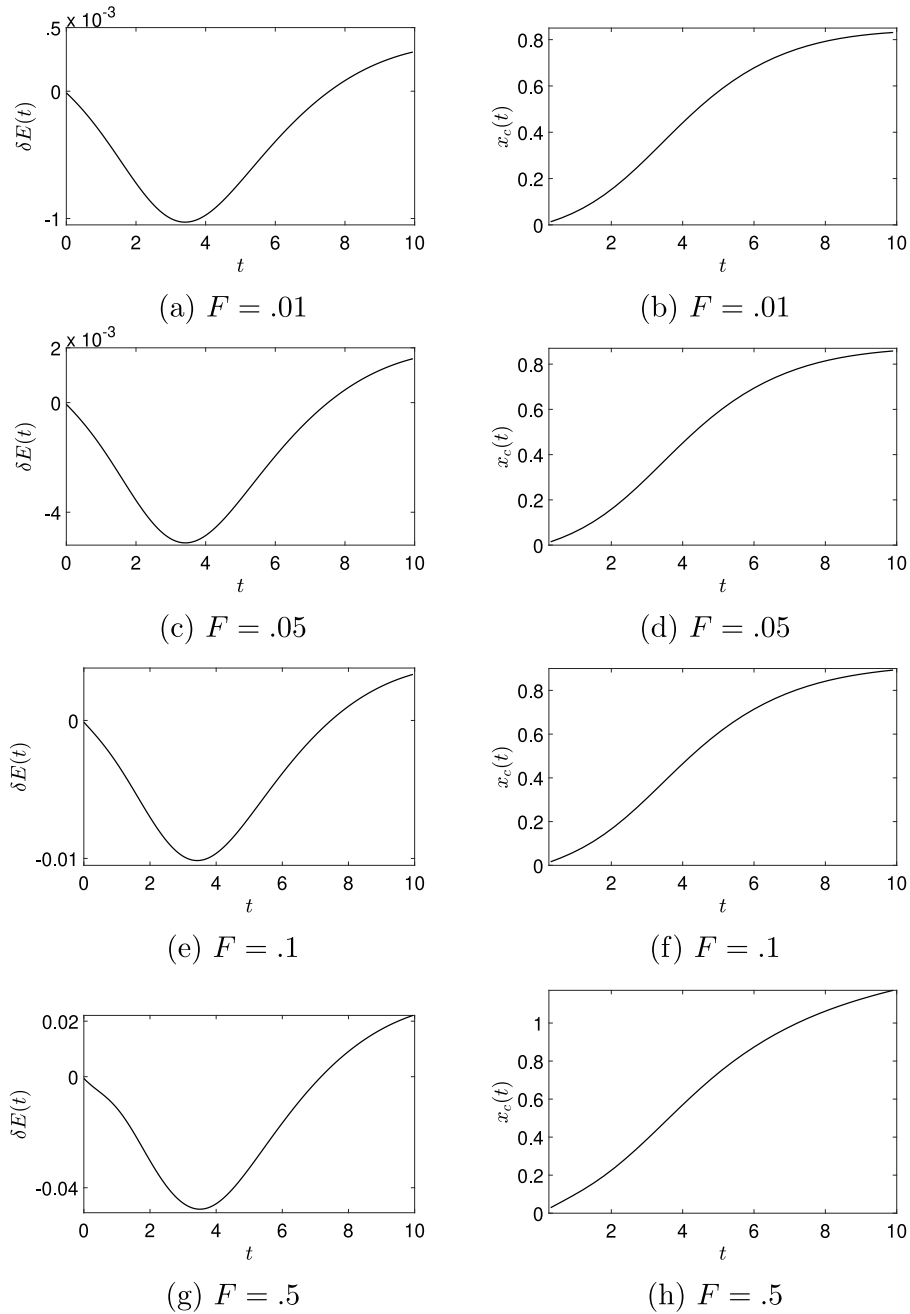 .5 x 10⁻³
0
-1
δE(t)
0 2 4 6 8 10
t
(a) F = .01
0.8
0.6
0.4
0.2
0
x_c(t)
2 4 6 8 10
t
(b) F = .01
x 10⁻³
2
0
-4
δE(t)
0 2 4 6 8 10
t
(c) F = .05
0.8
0.6
0.4
0.2
0
x_c(t)
2 4 6 8 10
t
(d) F = .05
0
-0.01
δE(t)
0 2 4 6 8 10
t
(e) F = .1
0.8
0.6
0.4
0.2
0
x_c(t)
2 4 6 8 10
t
(f) F = .1
0.02
0
-0.04
δE(t)
0 2 4 6 8 10
t
(g) F = .5
1
0.8
0.6
0.4
0.2
0
x_c(t)
2 4 6 8 10
t
(h) F = .5